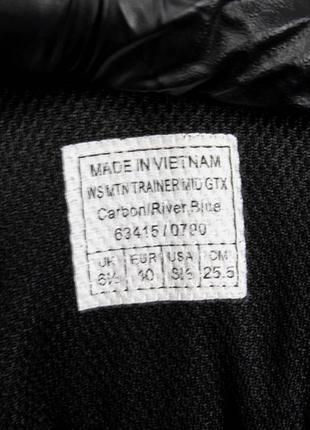 MADE IN VIETNAM
WS MTN TRAINER MID GTX
Carbon/River Blue
63415/0790
UK EUR USA CM
6½ 40 8½ 25.5